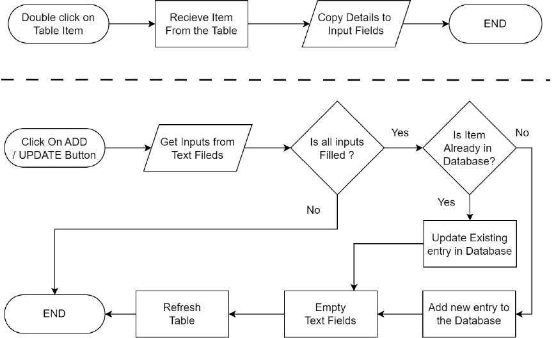 Double click on
Table Item
Recieve Item
From the Table
Copy Details to
Input Fields
END
Click On ADD
/ UPDATE Button
Get Inputs from
Text Fileds
Is all inputs
Filled ?
Yes
Is Item
Already in
Database?
No
No
Yes
Update Existing
entry in Database
END
Refresh
Table
Empty
Text Fields
Add new entry to
the Database